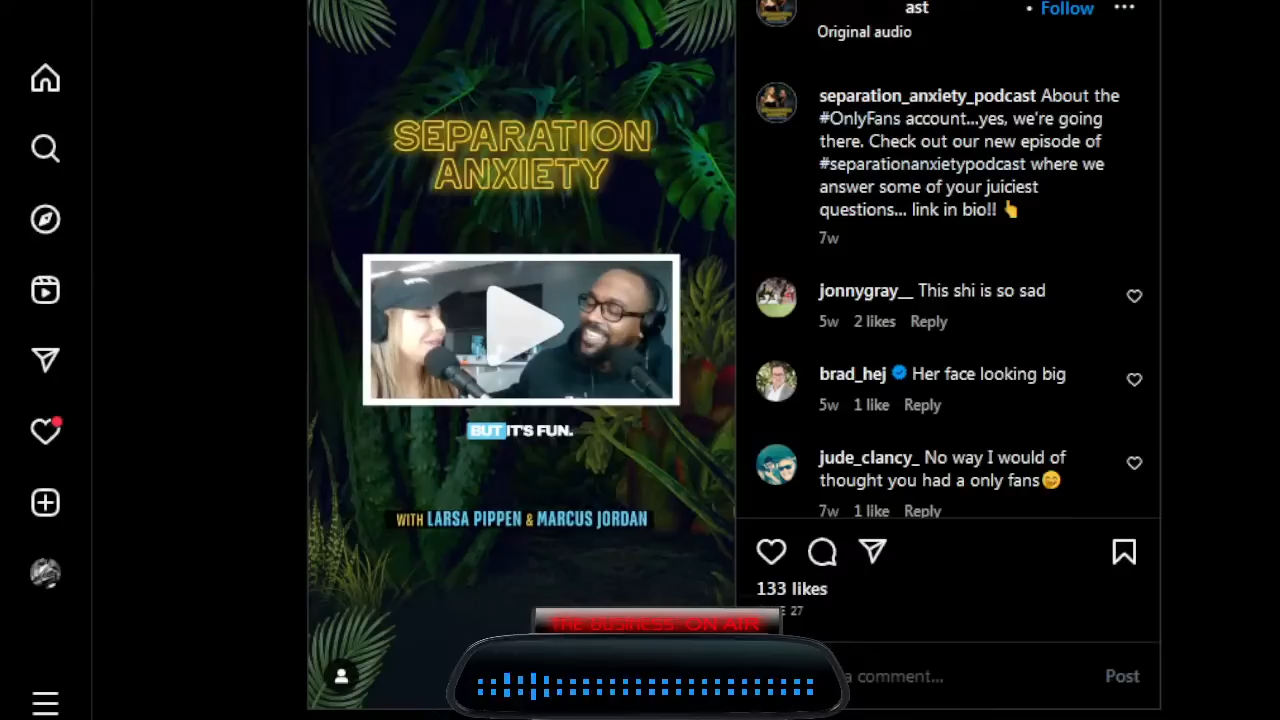 ast • Follow •••
Original audio
SEPARATION
ANXIETY
BUT IT'S FUN.
WITH LARSA PIPPEN & MARCUS JORDAN
separation_anxiety_podcast About the
#OnlyFans account...yes, we're going
there. Check out our new episode of
#separationanxietypodcast where we
answer some of your juiciest
questions... link in bio!! 👆
7w
jonnygray__ This shi is so sad
5w 2 likes Reply
brad_hej Her face looking big
5w 1 like Reply
jude_clancy_ No way I would of
thought you had a only fans😁
7w 1 like Reply
133 likes
27
THE BUSINESS: ON AIR
a comment... Post